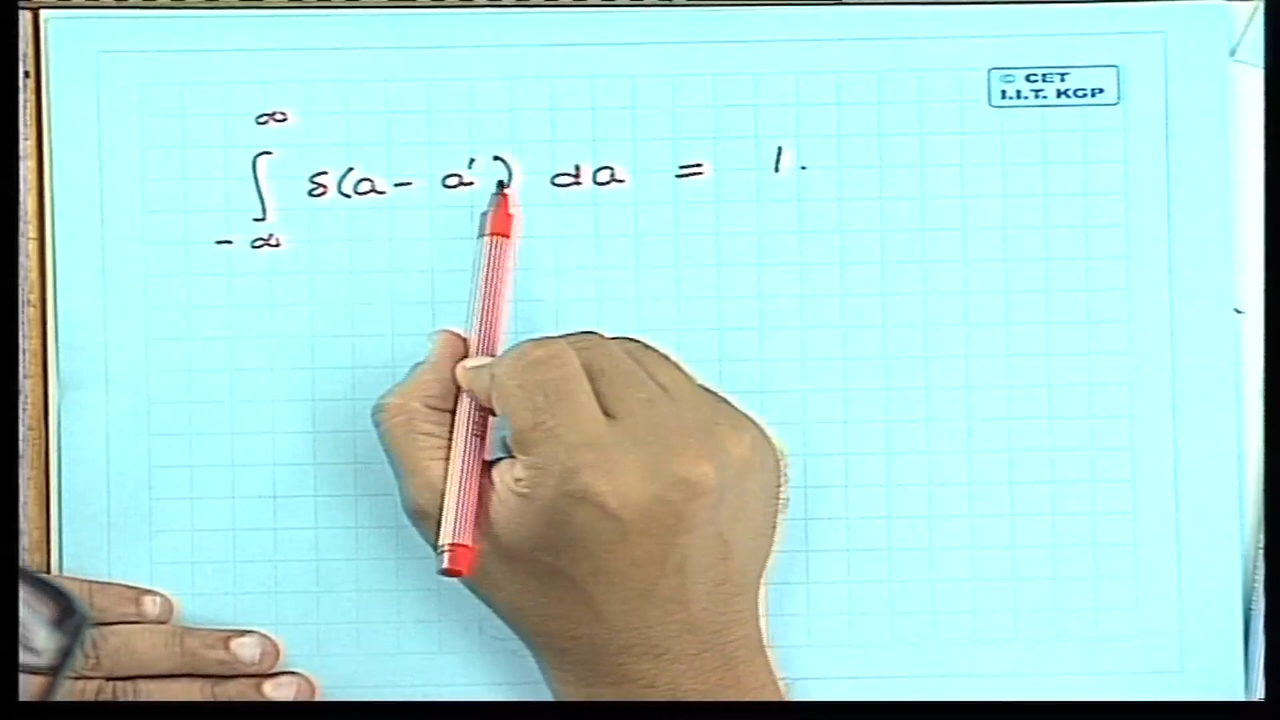 © CET
I.I.T. KGP
∞
∫ δ(a - a') da = 1.
- ∞